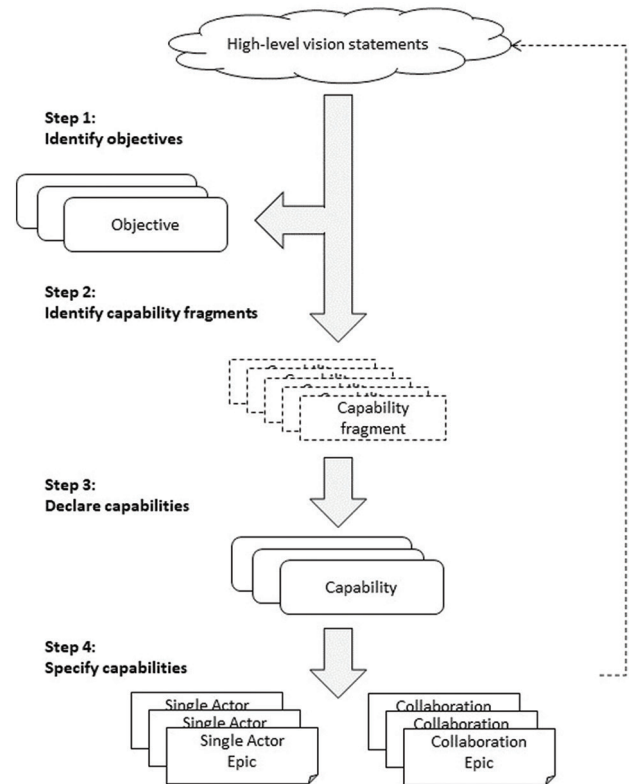 High-level vision statements
Step 1:
Identify objectives
Objective
Step 2:
Identify capability fragments
Capability
fragment
Step 3:
Declare capabilities
Capability
Step 4:
Specify capabilities
Single Actor
Single Actor
Single Actor
Epic
Collaboration
Collaboration
Collaboration
Epic